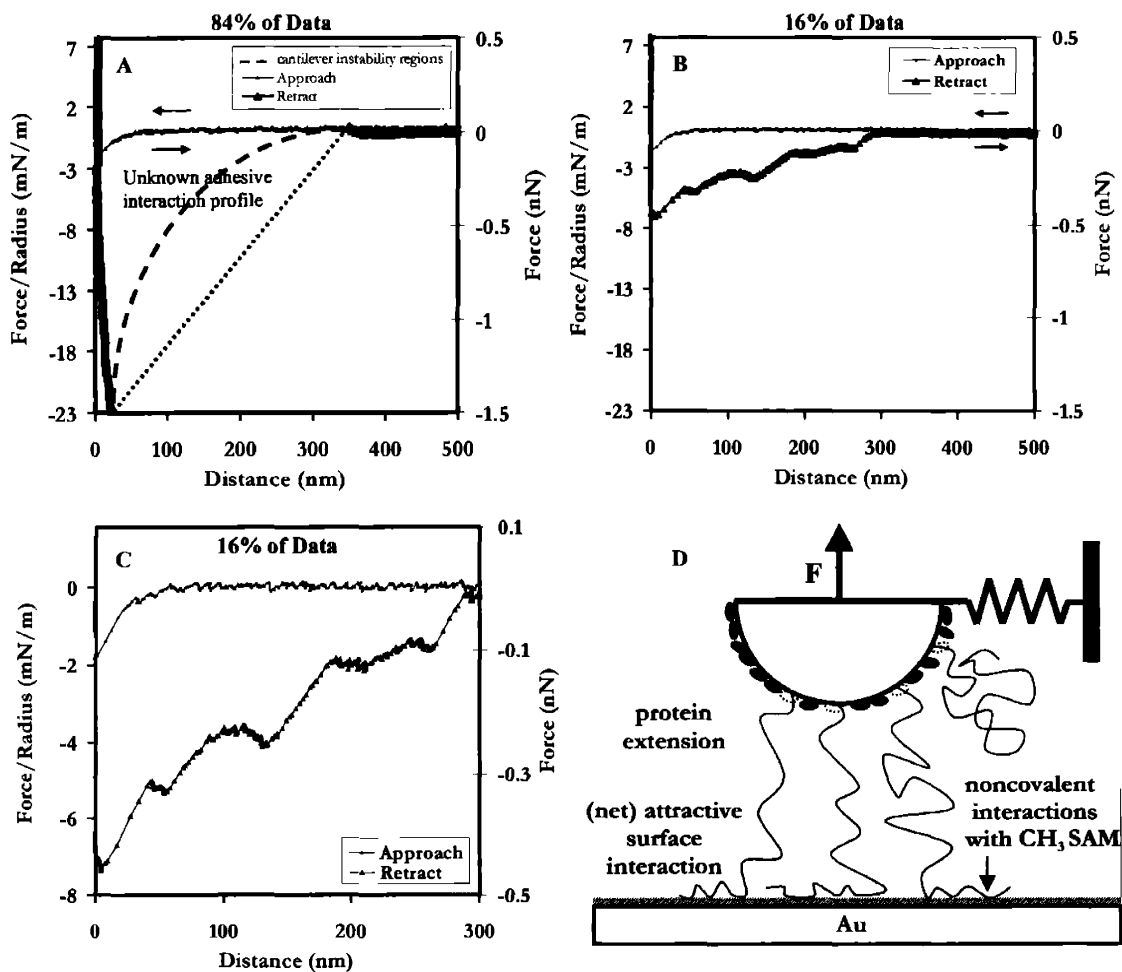 84% of Data
A
cantilever instability regions
Approach
Retract
Unknown adhesive
interaction profile
7
2
-3
-8
-13
-18
-23
0.5
0
-0.5
-1
-1.5
0 100 200 300 400 500
Force/Radius (mN/m)
Force (nN)
Distance (nm)
16% of Data
B
Approach
Retract
7
2
-3
-8
-13
-18
-23
0.5
0
-0.5
-1
-1.5
0 100 200 300 400 500
Force/Radius (mN/m)
Force (nN)
Distance (nm)
C
16% of Data
Approach
Retract
0
-2
-4
-6
-8
0.1
-0.1
-0.3
-0.5
0 100 200 300
Force/Radius (mN/m)
Force (nN)
Distance (nm)
D
F
protein
extension
(net) attractive
surface
interaction
noncovalent
interactions
with CH₃ SAM
Au